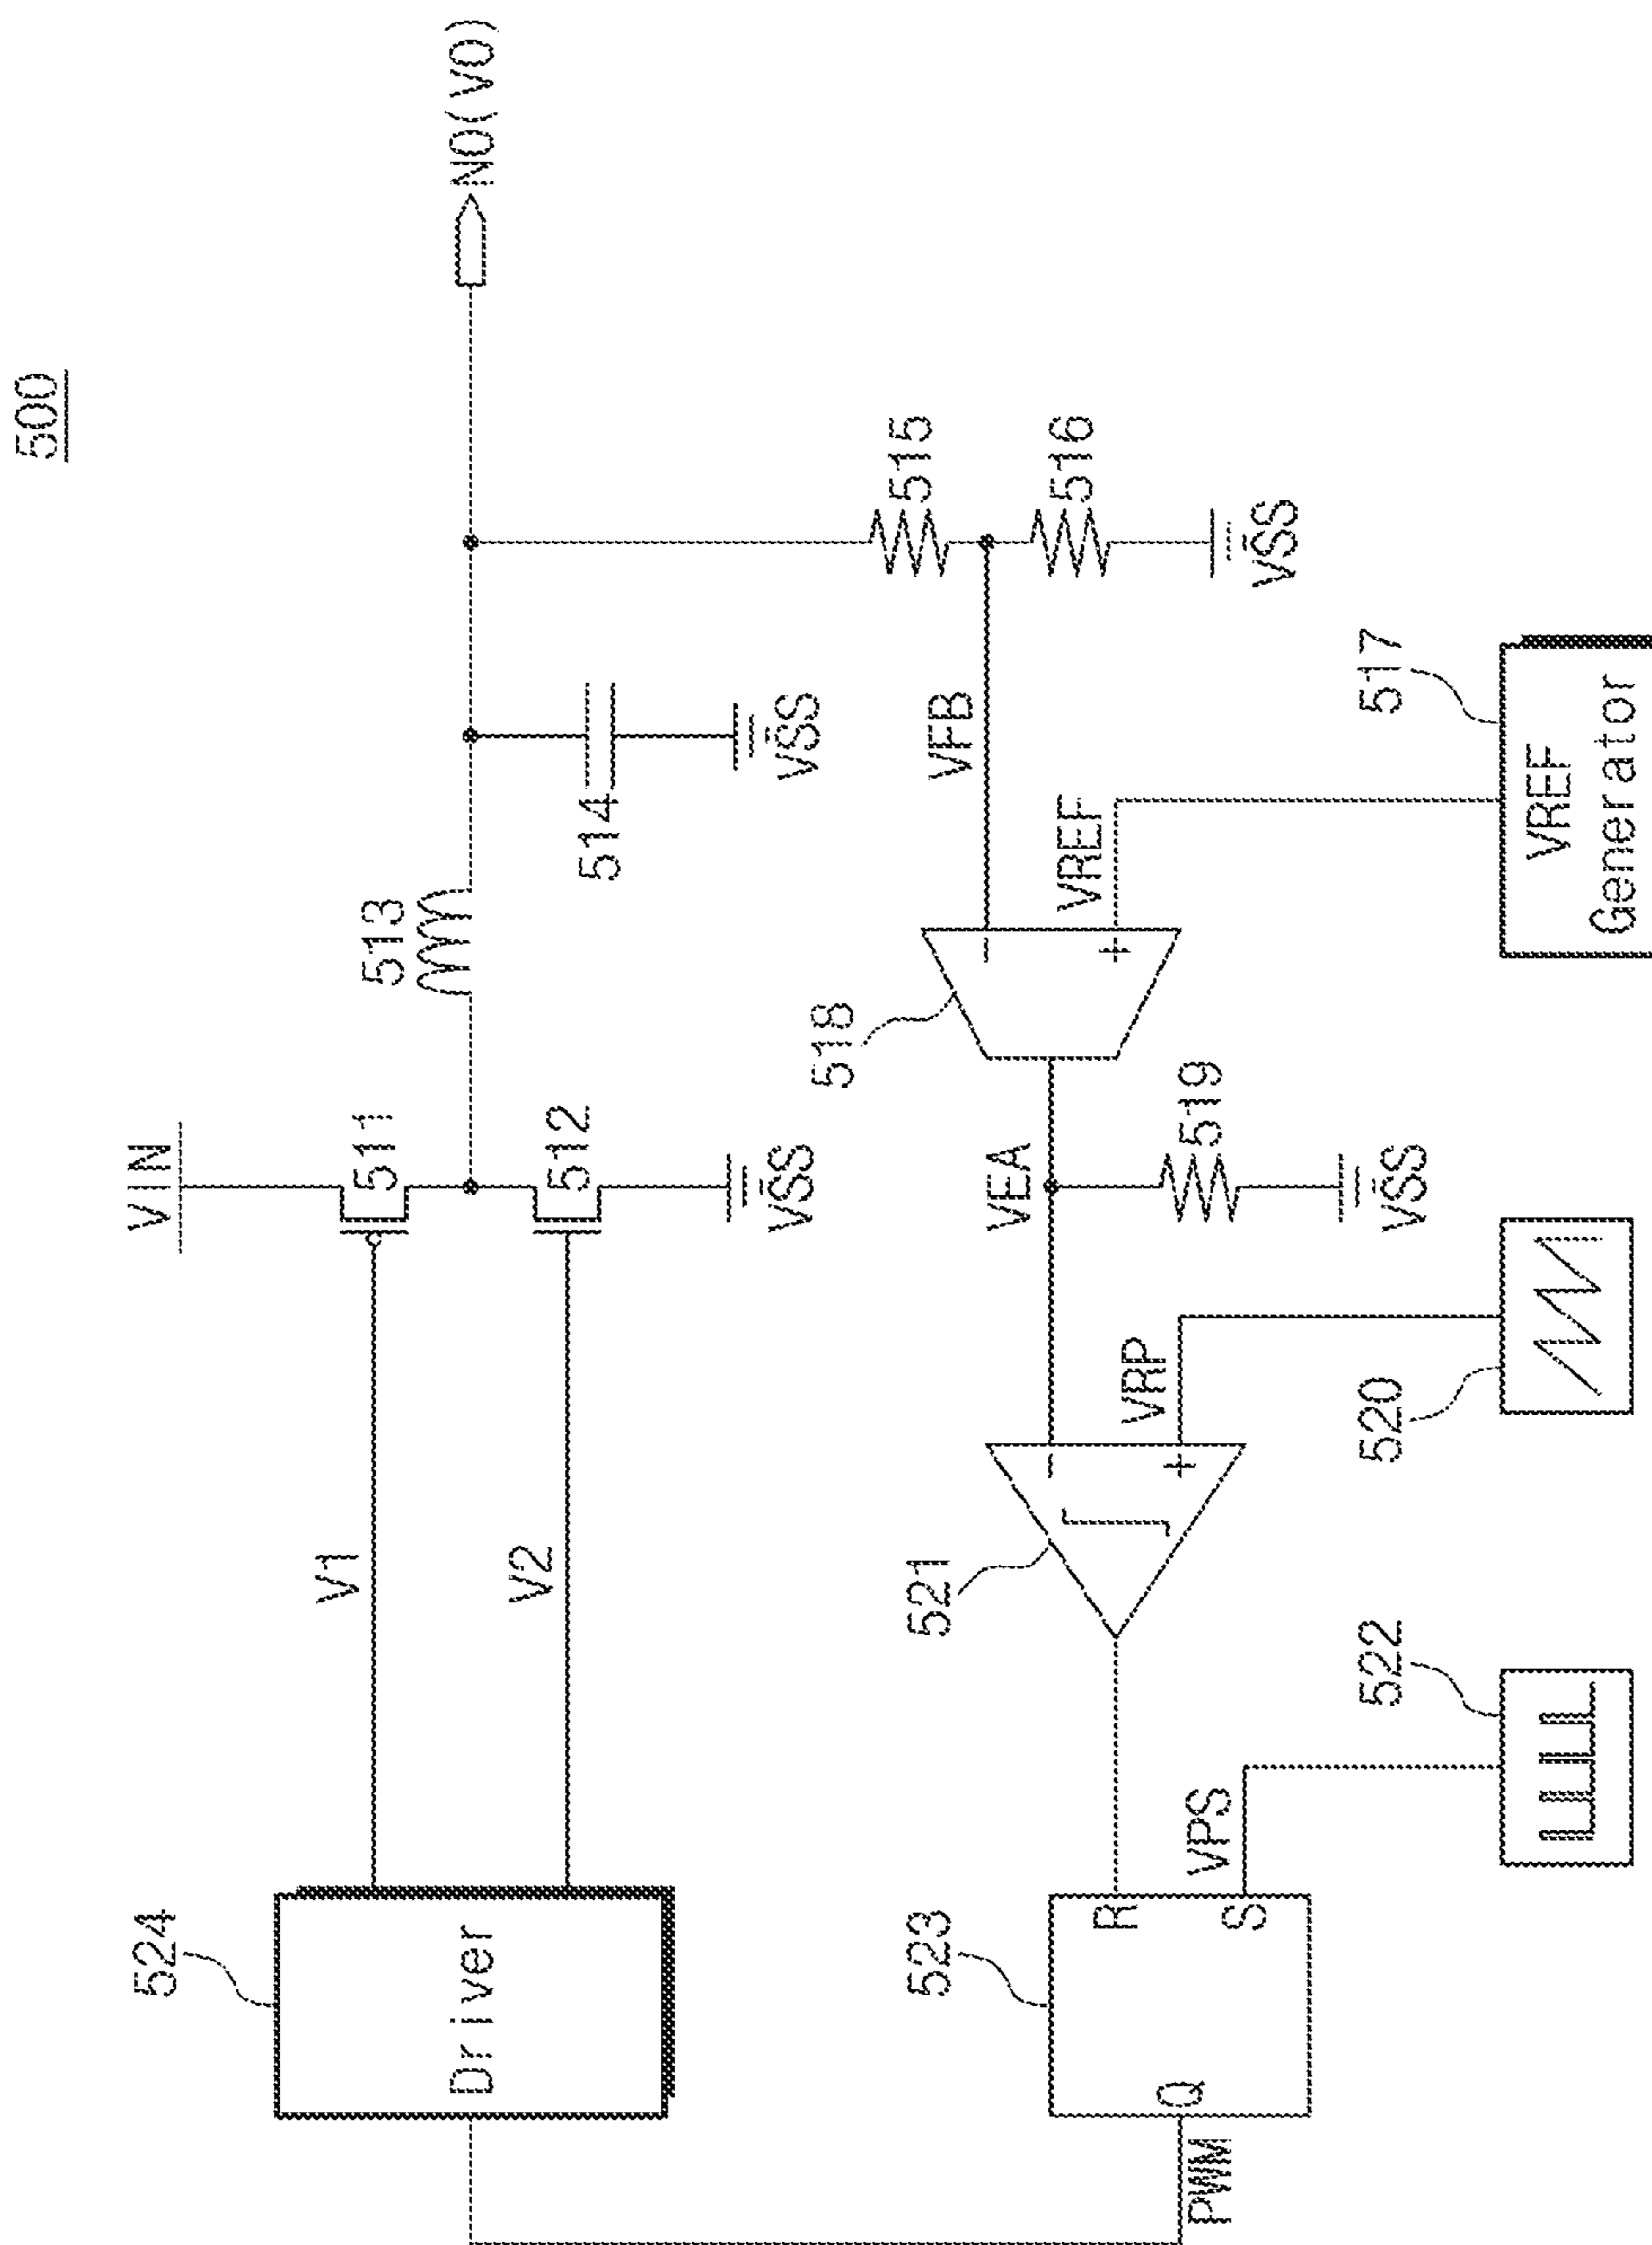 500
VIN
524
V1
511
513
NO(VO)
Driver
V2
512
514
VSS
VSS
515
VFB
516
VSS
518
VREF
VEA
519
VSS
517
VREF
Generator
521
VRP
520
523
R
S
Q
VPS
522
PWM